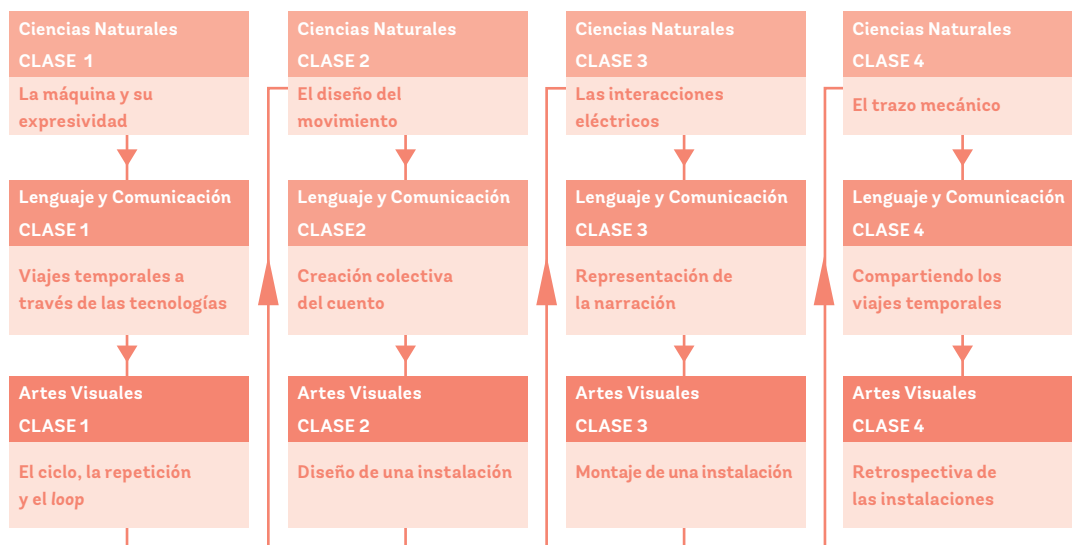 Ciencias Naturales
CLASE 1
La máquina y su
expresividad
Lenguaje y Comunicación
CLASE 1
Viajes temporales a
través de las tecnologías
Artes Visuales
CLASE 1
El ciclo, la repetición
y el loop
Ciencias Naturales
CLASE 2
El diseño del
movimiento
Lenguaje y Comunicación
CLASE2
Creación colectiva
del cuento
Artes Visuales
CLASE 2
Diseño de una instalación
Ciencias Naturales
CLASE 3
Las interacciones
eléctricos
Lenguaje y Comunicación
CLASE 3
Representación de
la narración
Artes Visuales
CLASE 3
Montaje de una instalación
Ciencias Naturales
CLASE 4
El trazo mecánico
Lenguaje y Comunicación
CLASE 4
Compartiendo los
viajes temporales
Artes Visuales
CLASE 4
Retrospectiva de
las instalaciones